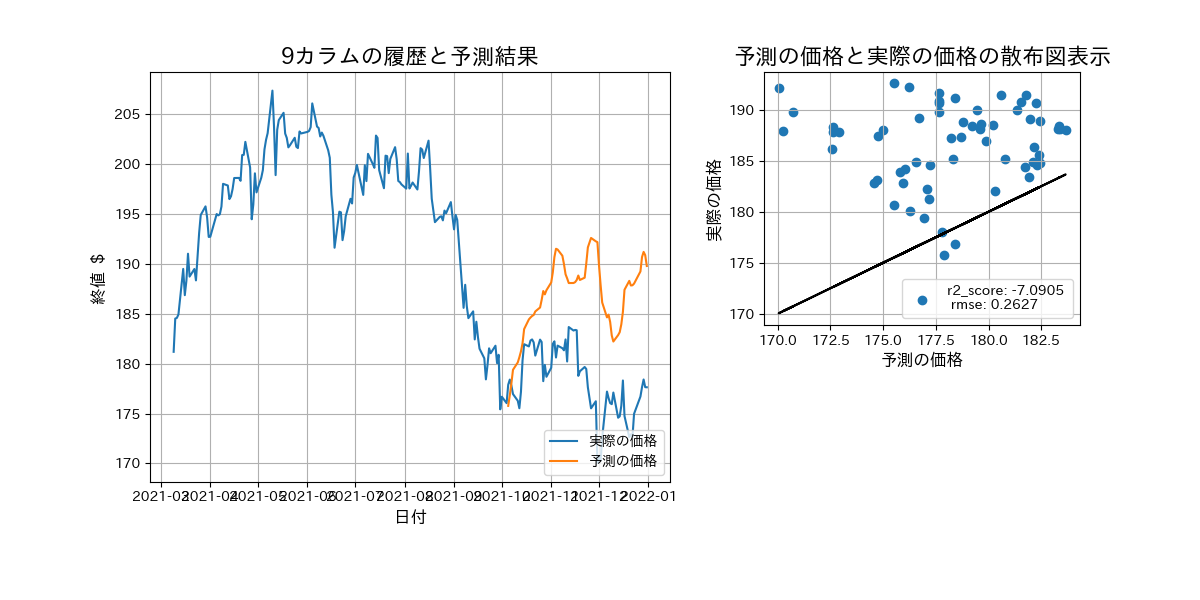 9カラムの履歴と予測結果
205
200
195
190
185
180
175
170
終値 $
2021-03 2021-04 2021-05 2021-06 2021-07 2021-08 2021-09 2021-10 2021-11 2021-12 2022-01
日付
実際の価格
予測の価格
予測の価格と実際の価格の散布図表示
190
185
180
175
170
実際の価格
170.0 172.5 175.0 177.5 180.0 182.5
予測の価格
r2_score: -7.0905
rmse: 0.2627